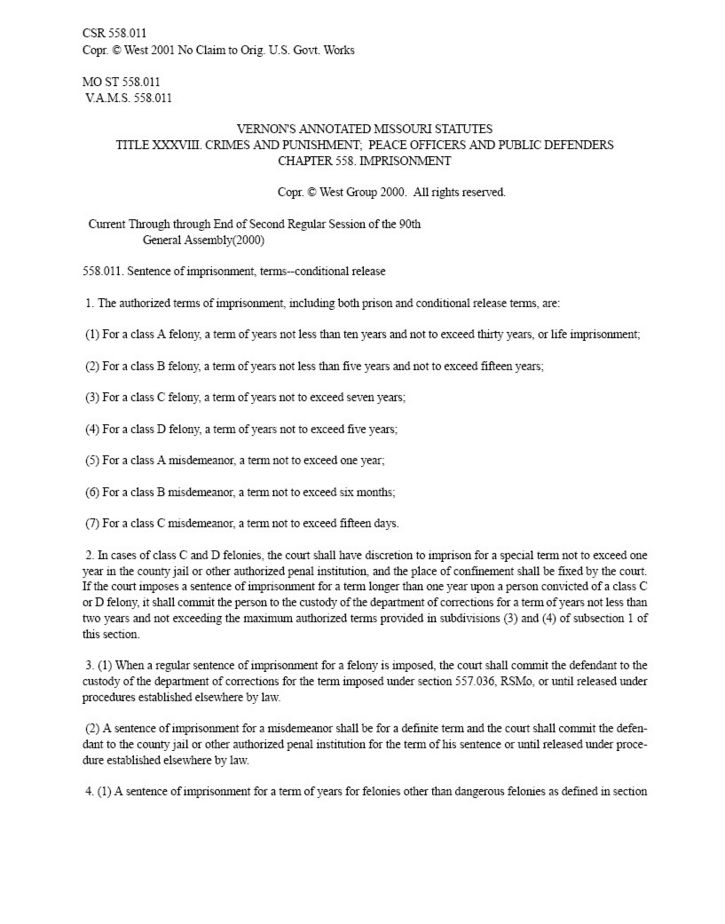 CSR 558.011
Copr. © West 2001 No Claim to Orig. U.S. Govt. Works
MO ST 558.011
V.A.M.S. 558.011
VERNON'S ANNOTATED MISSOURI STATUTES
TITLE XXXVIII. CRIMES AND PUNISHMENT; PEACE OFFICERS AND PUBLIC DEFENDERS
CHAPTER 558. IMPRISONMENT
Copr. © West Group 2000. All rights reserved.
Current Through through End of Second Regular Session of the 90th
General Assembly(2000)
558.011. Sentence of imprisonment, terms--conditional release
1. The authorized terms of imprisonment, including both prison and conditional release terms, are:
(1) For a class A felony, a term of years not less than ten years and not to exceed thirty years, or life imprisonment;
(2) For a class B felony, a term of years not less than five years and not to exceed fifteen years;
(3) For a class C felony, a term of years not to exceed seven years;
(4) For a class D felony, a term of years not to exceed five years;
(5) For a class A misdemeanor, a term not to exceed one year;
(6) For a class B misdemeanor, a term not to exceed six months;
(7) For a class C misdemeanor, a term not to exceed fifteen days.
2. In cases of class C and D felonies, the court shall have discretion to imprison for a special term not to exceed one
year in the county jail or other authorized penal institution, and the place of confinement shall be fixed by the court.
If the court imposes a sentence of imprisonment for a term longer than one year upon a person convicted of a class C
or D felony, it shall commit the person to the custody of the department of corrections for a term of years not less than
two years and not exceeding the maximum authorized terms provided in subdivisions (3) and (4) of subsection 1 of
this section.
3. (1) When a regular sentence of imprisonment for a felony is imposed, the court shall commit the defendant to the
custody of the department of corrections for the term imposed under section 557.036, RSMo, or until released under
procedures established elsewhere by law.
(2) A sentence of imprisonment for a misdemeanor shall be for a definite term and the court shall commit the defen-
dant to the county jail or other authorized penal institution for the term of his sentence or until released under proce-
dure established elsewhere by law.
4. (1) A sentence of imprisonment for a term of years for felonies other than dangerous felonies as defined in section